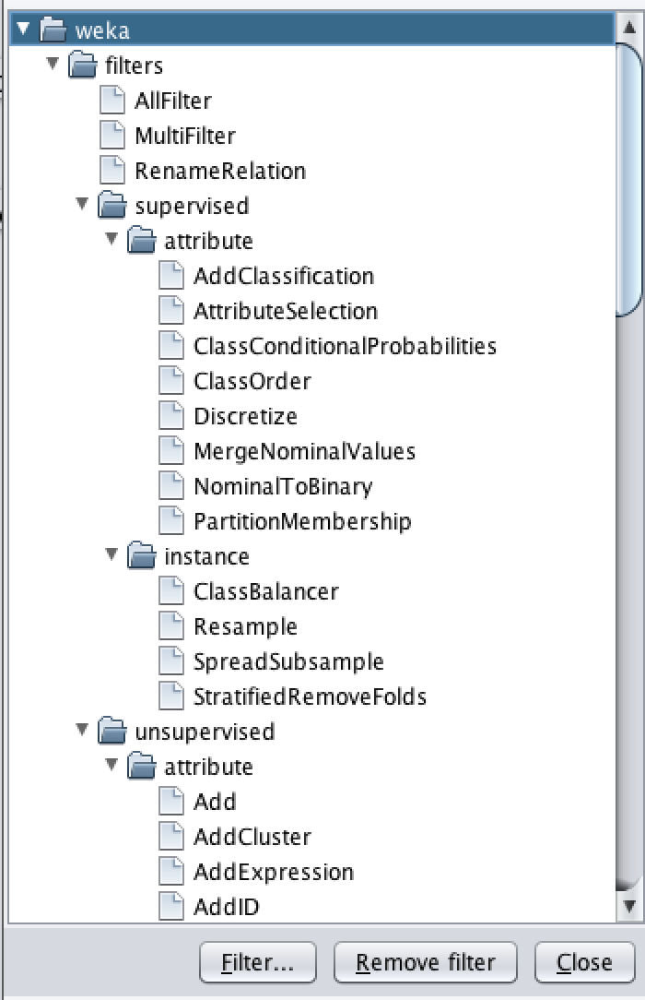 weka
filters
AllFilter
MultiFilter
RenameRelation
supervised
attribute
AddClassification
AttributeSelection
ClassConditionalProbabilities
ClassOrder
Discretize
MergeNominalValues
NominalToBinary
PartitionMembership
instance
ClassBalancer
Resample
SpreadSubsample
StratifiedRemoveFolds
unsupervised
attribute
Add
AddCluster
AddExpression
AddID
Filter... Remove filter Close